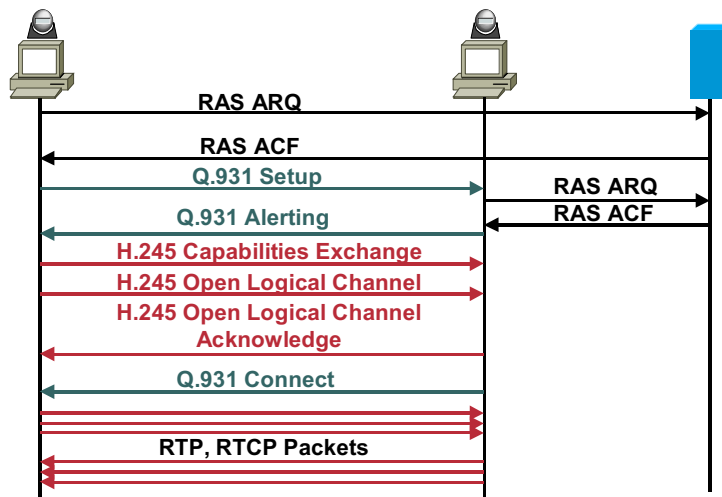 RAS ARQ
RAS ACF
Q.931 Setup
RAS ARQ
RAS ACF
Q.931 Alerting
H.245 Capabilities Exchange
H.245 Open Logical Channel
H.245 Open Logical Channel
Acknowledge
Q.931 Connect
RTP, RTCP Packets